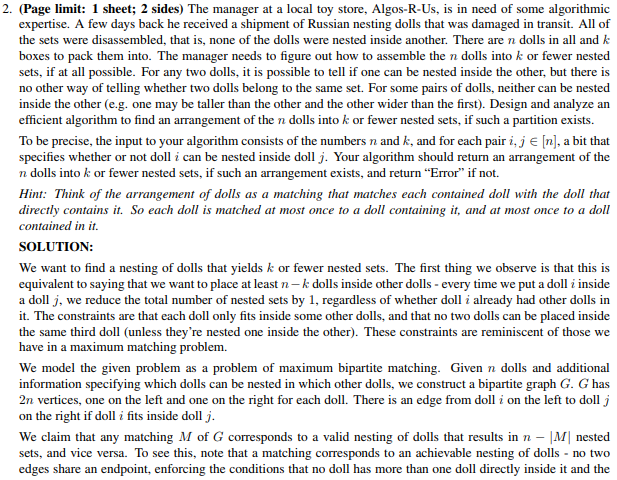 2. (Page limit: 1 sheet; 2 sides) The manager at a local toy store, Algos-R-Us, is in need of some algorithmic
expertise. A few days back he received a shipment of Russian nesting dolls that was damaged in transit. All of
the sets were disassembled, that is, none of the dolls were nested inside another. There are n dolls in all and k
boxes to pack them into. The manager needs to figure out how to assemble the n dolls into k or fewer nested
sets, if at all possible. For any two dolls, it is possible to tell if one can be nested inside the other, but there is
no other way of telling whether two dolls belong to the same set. For some pairs of dolls, neither can be nested
inside the other (e.g. one may be taller than the other and the other wider than the first). Design and analyze an
efficient algorithm to find an arrangement of the n dolls into k or fewer nested sets, if such a partition exists.
To be precise, the input to your algorithm consists of the numbers n and k, and for each pair i, j ∈ [n], a bit that
specifies whether or not doll i can be nested inside doll j. Your algorithm should return an arrangement of the
n dolls into k or fewer nested sets, if such an arrangement exists, and return “Error” if not.
Hint: Think of the arrangement of dolls as a matching that matches each contained doll with the doll that
directly contains it. So each doll is matched at most once to a doll containing it, and at most once to a doll
contained in it.
SOLUTION:
We want to find a nesting of dolls that yields k or fewer nested sets. The first thing we observe is that this is
equivalent to saying that we want to place at least n − k dolls inside other dolls - every time we put a doll i inside
a doll j, we reduce the total number of nested sets by 1, regardless of whether doll i already had other dolls in
it. The constraints are that each doll only fits inside some other dolls, and that no two dolls can be placed inside
the same third doll (unless they're nested one inside the other). These constraints are reminiscent of those we
have in a maximum matching problem.
We model the given problem as a problem of maximum bipartite matching. Given n dolls and additional
information specifying which dolls can be nested in which other dolls, we construct a bipartite graph G. G has
2n vertices, one on the left and one on the right for each doll. There is an edge from doll i on the left to doll j
on the right if doll i fits inside doll j.
We claim that any matching M of G corresponds to a valid nesting of dolls that results in n − |M| nested
sets, and vice versa. To see this, note that a matching corresponds to an achievable nesting of dolls - no two
edges share an endpoint, enforcing the conditions that no doll has more than one doll directly inside it and the